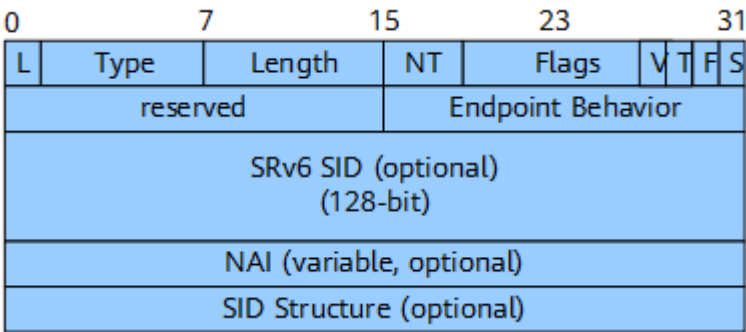 0 7 15 23 31
L Type Length NT Flags V T F S
reserved Endpoint Behavior
SRv6 SID (optional)
(128-bit)
NAI (variable, optional)
SID Structure (optional)